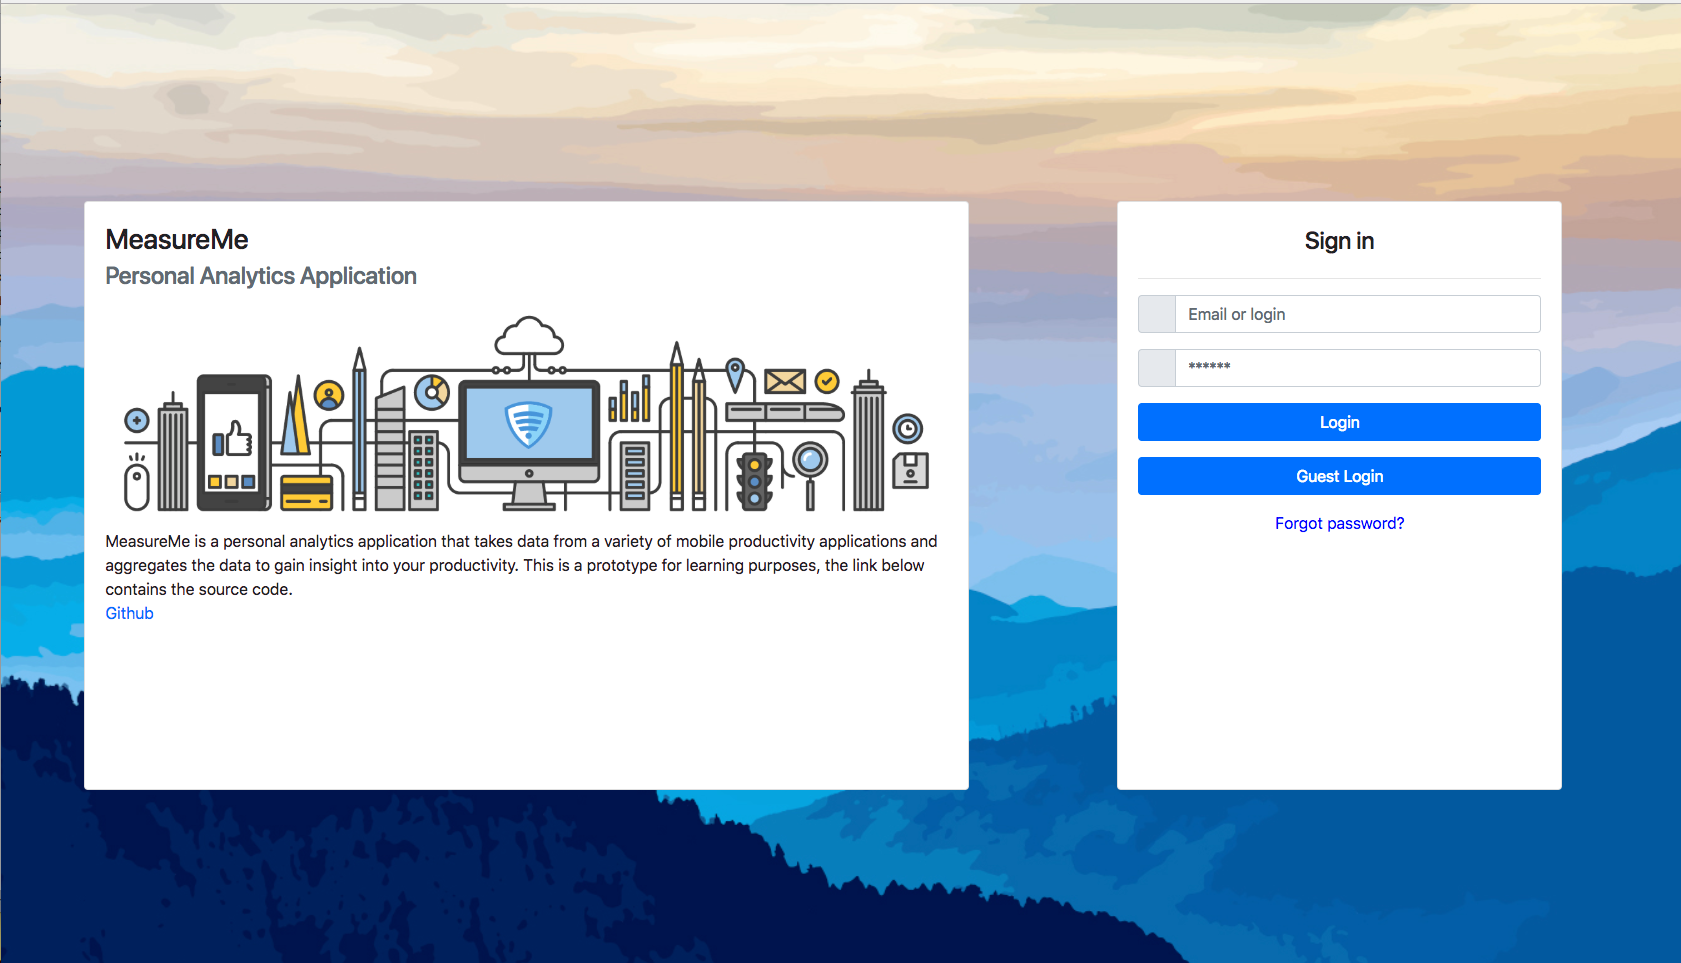 MeasureMe
Personal Analytics Application
MeasureMe is a personal analytics application that takes data from a variety of mobile productivity applications and
aggregates the data to gain insight into your productivity. This is a prototype for learning purposes, the link below
contains the source code.
Github
Sign in
Email or login
******
Login
Guest Login
Forgot password?